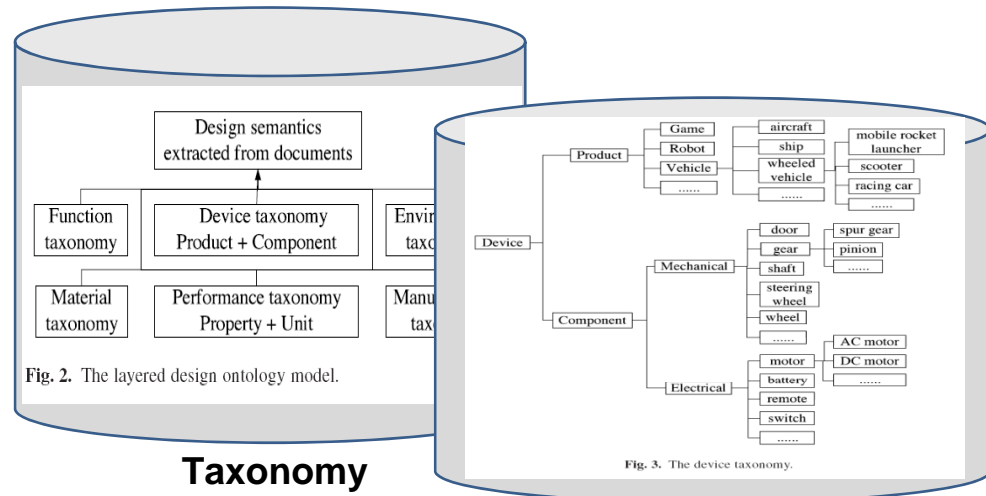 Design semantics
extracted from documents
Function
taxonomy
Device taxonomy
Product + Component
Material
taxonomy
Performance taxonomy
Property + Unit
Fig. 2. The layered design ontology model.
Taxonomy
Device
Product
Game
Robot
Vehicle
......
aircraft
ship
wheeled
vehicle
......
mobile rocket
launcher
scooter
racing car
......
Component
Mechanical
door
gear
shaft
steering
wheel
wheel
......
spur gear
pinion
......
Electrical
motor
battery
remote
switch
......
AC motor
DC motor
......
Fig. 3. The device taxonomy.